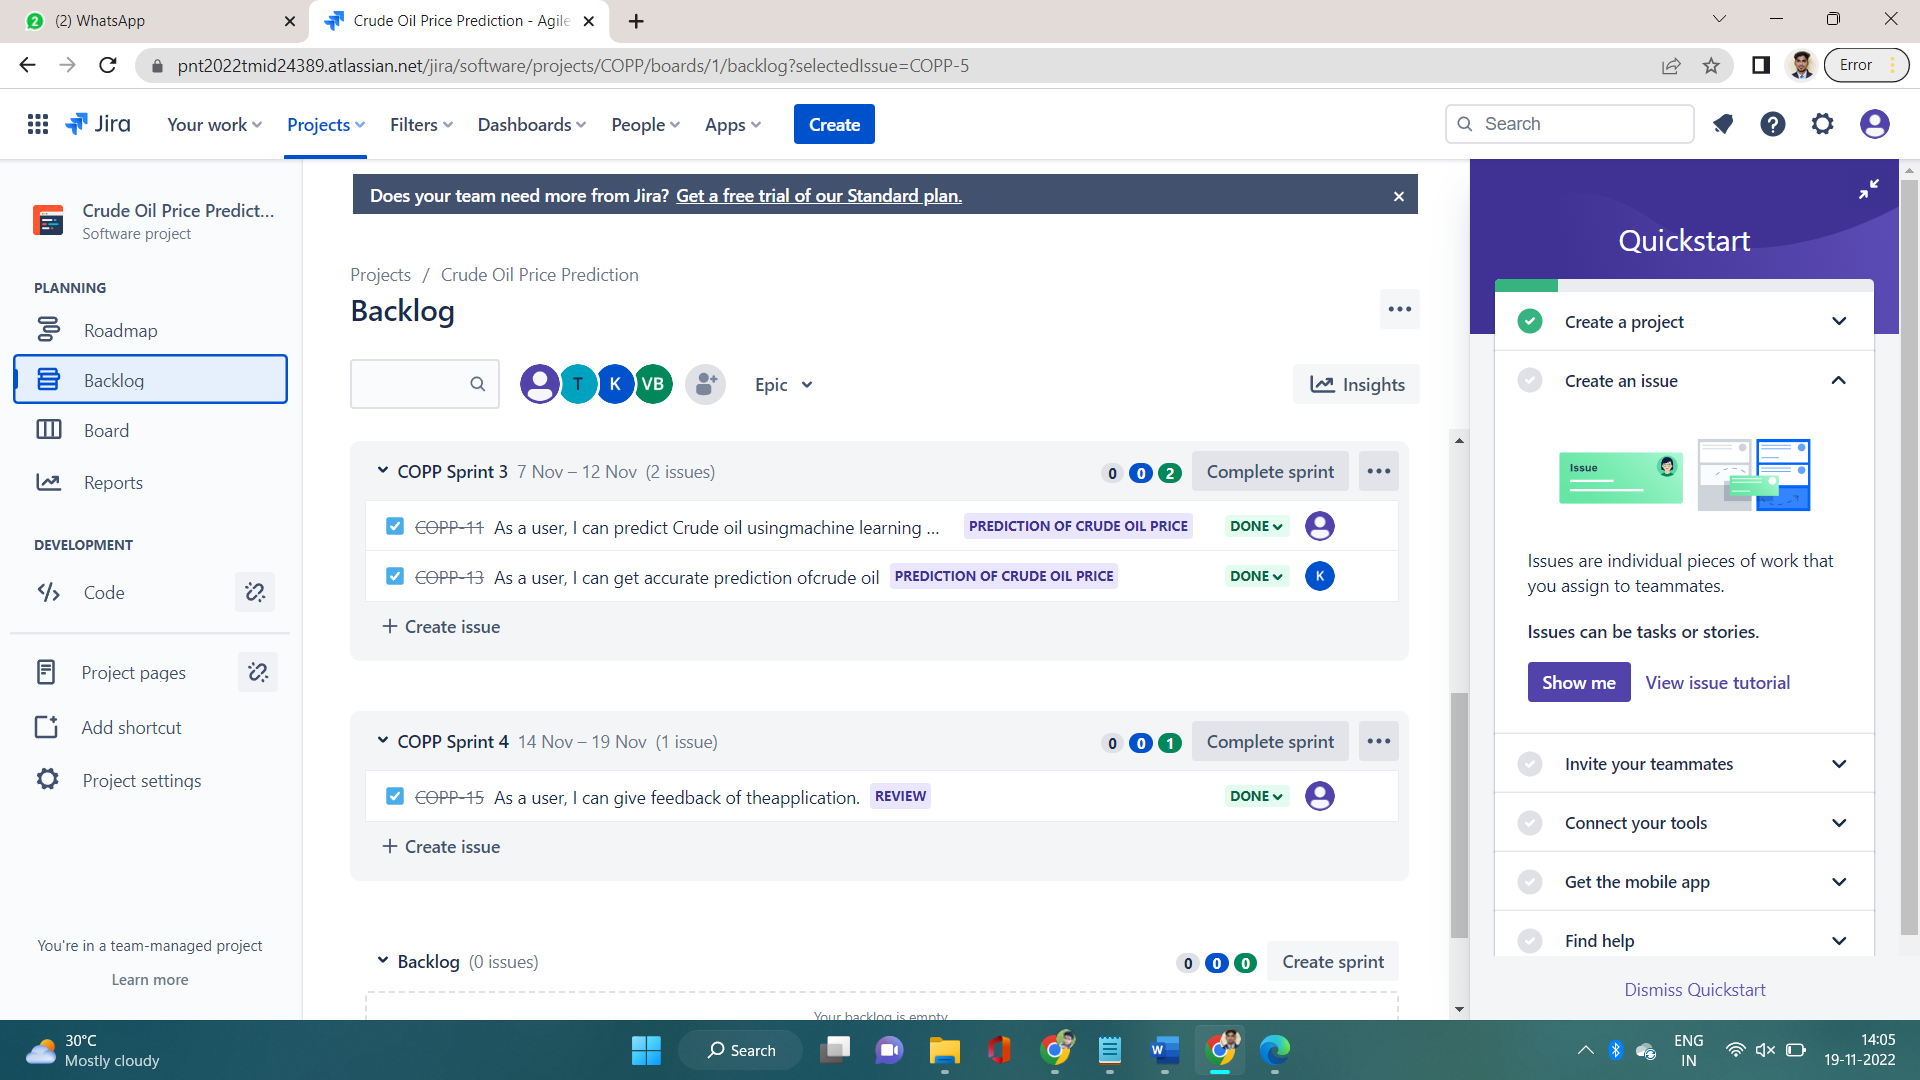 (2) WhatsApp
Crude Oil Price Prediction - Agile
pnt2022tmid24389.atlassian.net/jira/software/projects/COPP/boards/1/backlog?selectedIssue=COPP-5
Error
Jira
Your work
Projects
Filters
Dashboards
People
Apps
Create
Search
Crude Oil Price Predict...
Software project
PLANNING
Roadmap
Backlog
Board
Reports
DEVELOPMENT
Code
Project pages
Add shortcut
Project settings
You're in a team-managed project
Learn more
Does your team need more from Jira? Get a free trial of our Standard plan.
Projects / Crude Oil Price Prediction
Backlog
T K VB
Epic
Insights
COPP Sprint 3 7 Nov – 12 Nov (2 issues)
0 0 2
Complete sprint
COPP-11 As a user, I can predict Crude oil usingmachine learning ... PREDICTION OF CRUDE OIL PRICE DONE
COPP-13 As a user, I can get accurate prediction ofcrude oil PREDICTION OF CRUDE OIL PRICE DONE K
+ Create issue
COPP Sprint 4 14 Nov – 19 Nov (1 issue)
0 0 1
Complete sprint
COPP-15 As a user, I can give feedback of theapplication. REVIEW DONE
+ Create issue
Backlog (0 issues)
0 0 0
Create sprint
Your backlog is empty.
Quickstart
Create a project
Create an issue
Issue
Issues are individual pieces of work that
you assign to teammates.
Issues can be tasks or stories.
Show me
View issue tutorial
Invite your teammates
Connect your tools
Get the mobile app
Find help
Dismiss Quickstart
30°C
Mostly cloudy
Search
ENG
IN
14:05
19-11-2022